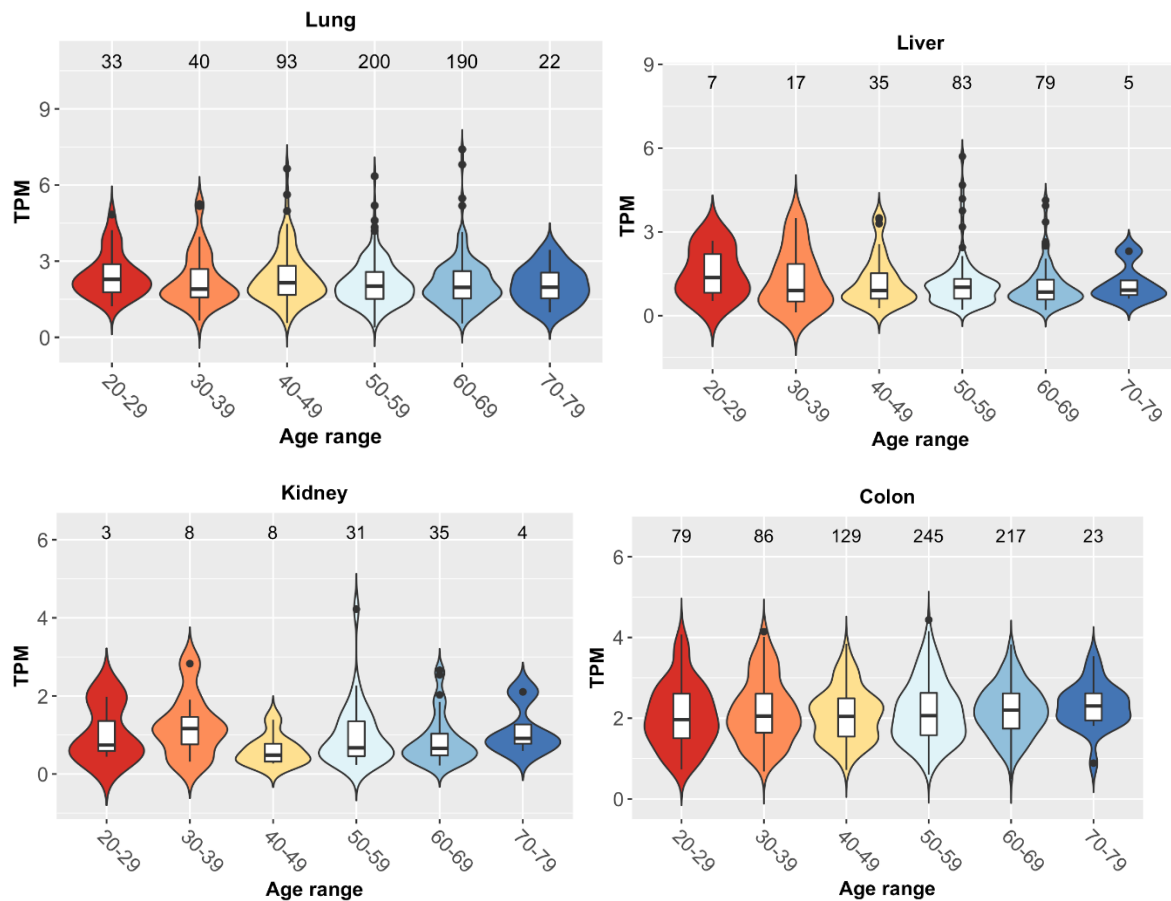 Lung
33 40 93 200 190 22
9
6
3
0
TPM
20-29 30-39 40-49 50-59 60-69 70-79
Age range
Liver
7 17 35 83 79 5
9
6
3
0
TPM
20-29 30-39 40-49 50-59 60-69 70-79
Age range
Kidney
3 8 8 31 35 4
6
4
2
0
TPM
20-29 30-39 40-49 50-59 60-69 70-79
Age range
Colon
79 86 129 245 217 23
6
4
2
0
TPM
20-29 30-39 40-49 50-59 60-69 70-79
Age range